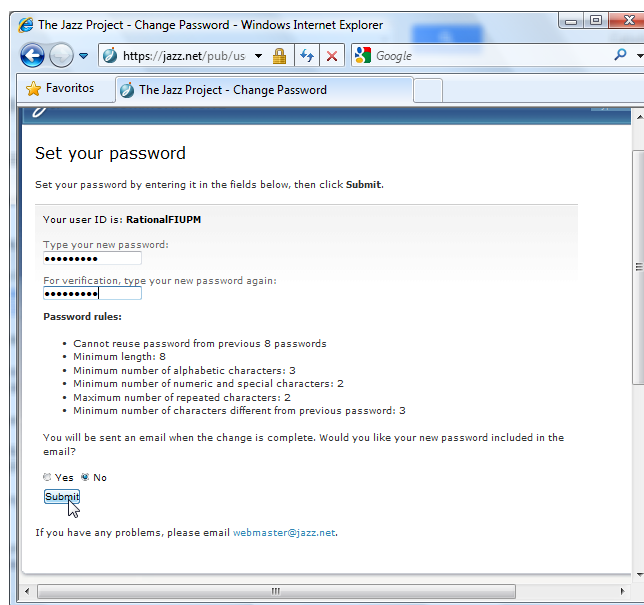 The Jazz Project - Change Password - Windows Internet Explorer
https://jazz.net/pub/us
Google
Favoritos
The Jazz Project - Change Password
Set your password
Set your password by entering it in the fields below, then click Submit.
Your user ID is: RationalFIUPM
Type your new password:
•••••••••
For verification, type your new password again:
•••••••••
Password rules:
• Cannot reuse password from previous 8 passwords
• Minimum length: 8
• Minimum number of alphabetic characters: 3
• Minimum number of numeric and special characters: 2
• Maximum number of repeated characters: 2
• Minimum number of characters different from previous password: 3
You will be sent an email when the change is complete. Would you like your new password included in the
email?
Yes No
Submit
If you have any problems, please email webmaster@jazz.net.